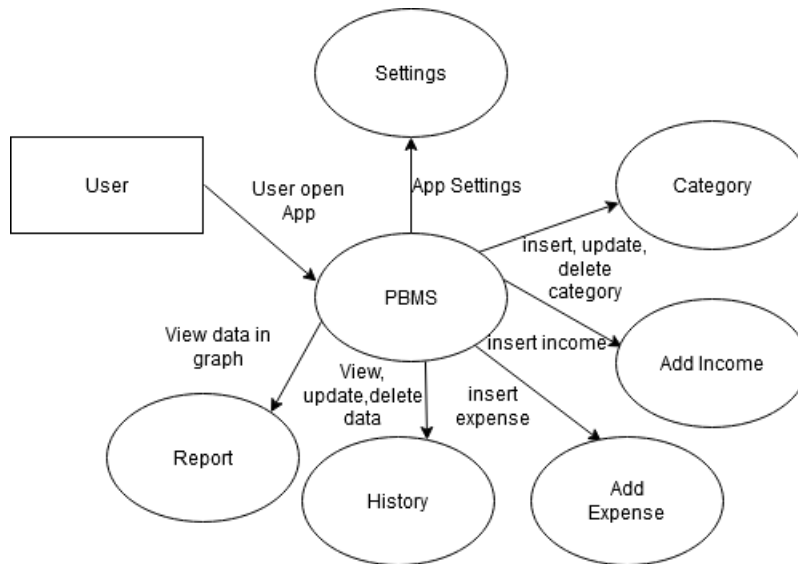 Settings
User
User open
App
App Settings
Category
insert, update,
delete
category
PBMS
insert income
Add Income
View data in
graph
View,
update,delete
data
insert
expense
Report
History
Add
Expense